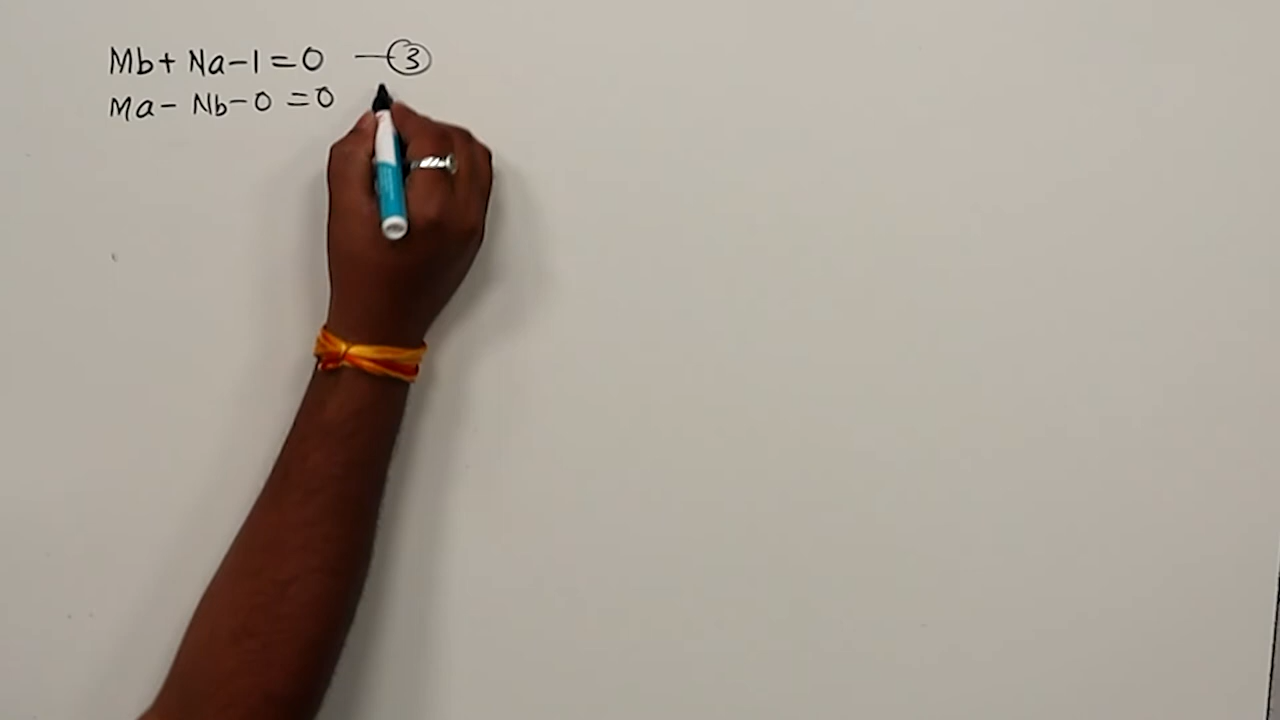 Mb + Na - 1 = 0 — ③
Ma - Nb - 0 = 0